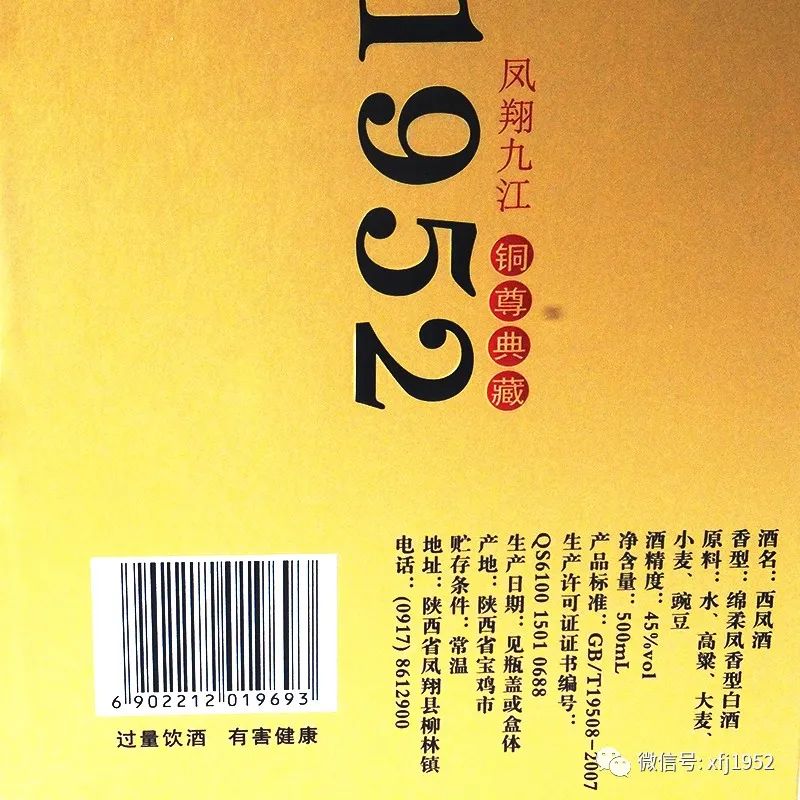 1952
凤翔九江
铜尊典藏
酒名：西凤酒
香型：绵柔凤香型白酒
原料：水、高粱、大麦、
小麦、豌豆
酒精度：45%vol
净含量：500mL
产品标准：GB/T19508-2007
生产许可证证书编号：
QS6100 1501 0688
生产日期：见瓶盖或盒体
产地：陕西省宝鸡市
贮存条件：常温
地址：陕西省凤翔县柳林镇
电话：(0917) 8612900
6 902212 019693
过量饮酒 有害健康
微信号: xfj1952